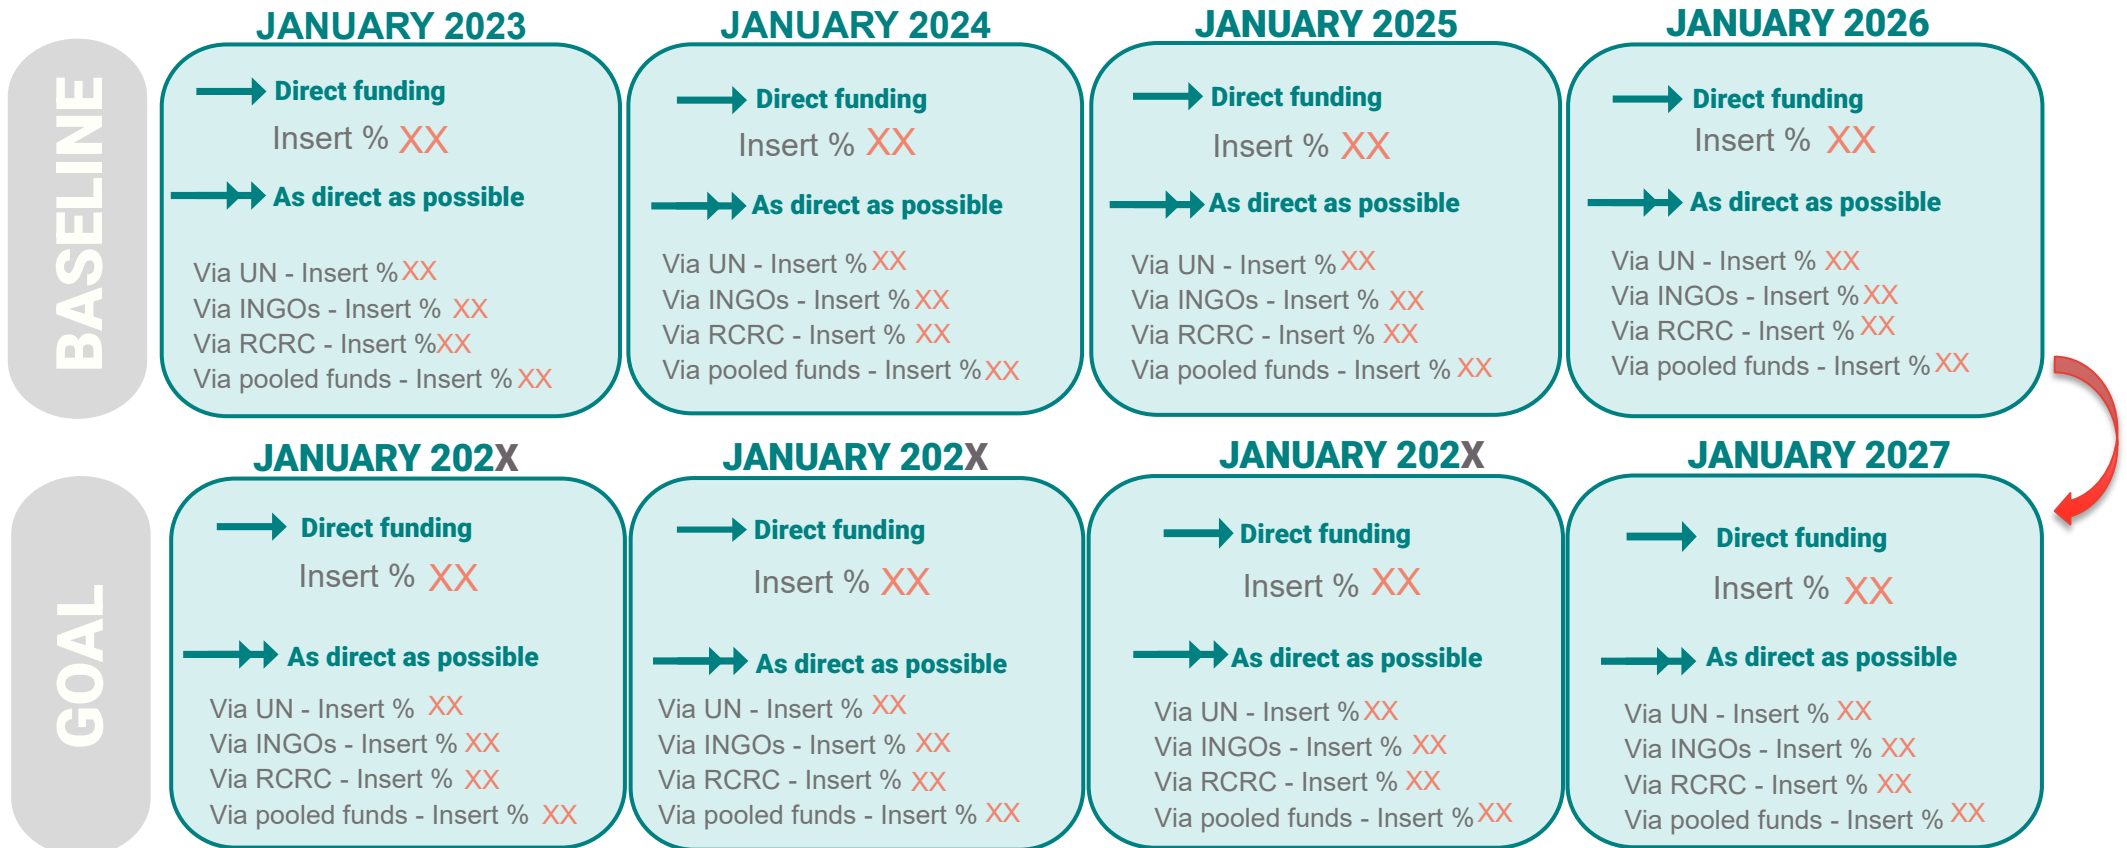 BASELINE
JANUARY 2023
Direct funding
Insert % XX
As direct as possible
Via UN - Insert % XX
Via INGOs - Insert % XX
Via RCRC - Insert % XX
Via pooled funds - Insert % XX
JANUARY 2024
Direct funding
Insert % XX
As direct as possible
Via UN - Insert % XX
Via INGOs - Insert % XX
Via RCRC - Insert % XX
Via pooled funds - Insert % XX
JANUARY 2025
Direct funding
Insert % XX
As direct as possible
Via UN - Insert % XX
Via INGOs - Insert % XX
Via RCRC - Insert % XX
Via pooled funds - Insert % XX
JANUARY 2026
Direct funding
Insert % XX
As direct as possible
Via UN - Insert % XX
Via INGOs - Insert % XX
Via RCRC - Insert % XX
Via pooled funds - Insert % XX
GOAL
JANUARY 202X
Direct funding
Insert % XX
As direct as possible
Via UN - Insert % XX
Via INGOs - Insert % XX
Via RCRC - Insert % XX
Via pooled funds - Insert % XX
JANUARY 202X
Direct funding
Insert % XX
As direct as possible
Via UN - Insert % XX
Via INGOs - Insert % XX
Via RCRC - Insert % XX
Via pooled funds - Insert % XX
JANUARY 202X
Direct funding
Insert % XX
As direct as possible
Via UN - Insert % XX
Via INGOs - Insert % XX
Via RCRC - Insert % XX
Via pooled funds - Insert % XX
JANUARY 2027
Direct funding
Insert % XX
As direct as possible
Via UN - Insert % XX
Via INGOs - Insert % XX
Via RCRC - Insert % XX
Via pooled funds - Insert % XX